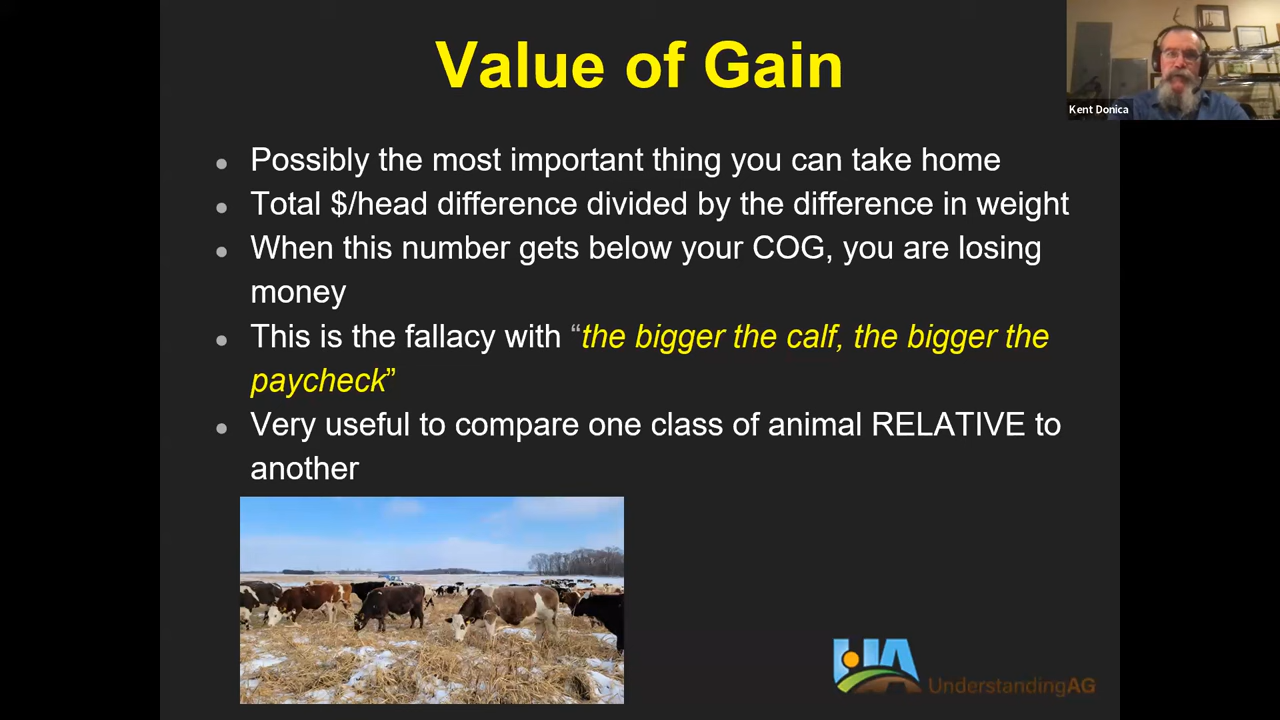 Value of Gain
Kent Donica
Possibly the most important thing you can take home
Total $/head difference divided by the difference in weight
When this number gets below your COG, you are losing
money
This is the fallacy with “the bigger the calf, the bigger the
paycheck”
Very useful to compare one class of animal RELATIVE to
another
UA
UnderstandingAG